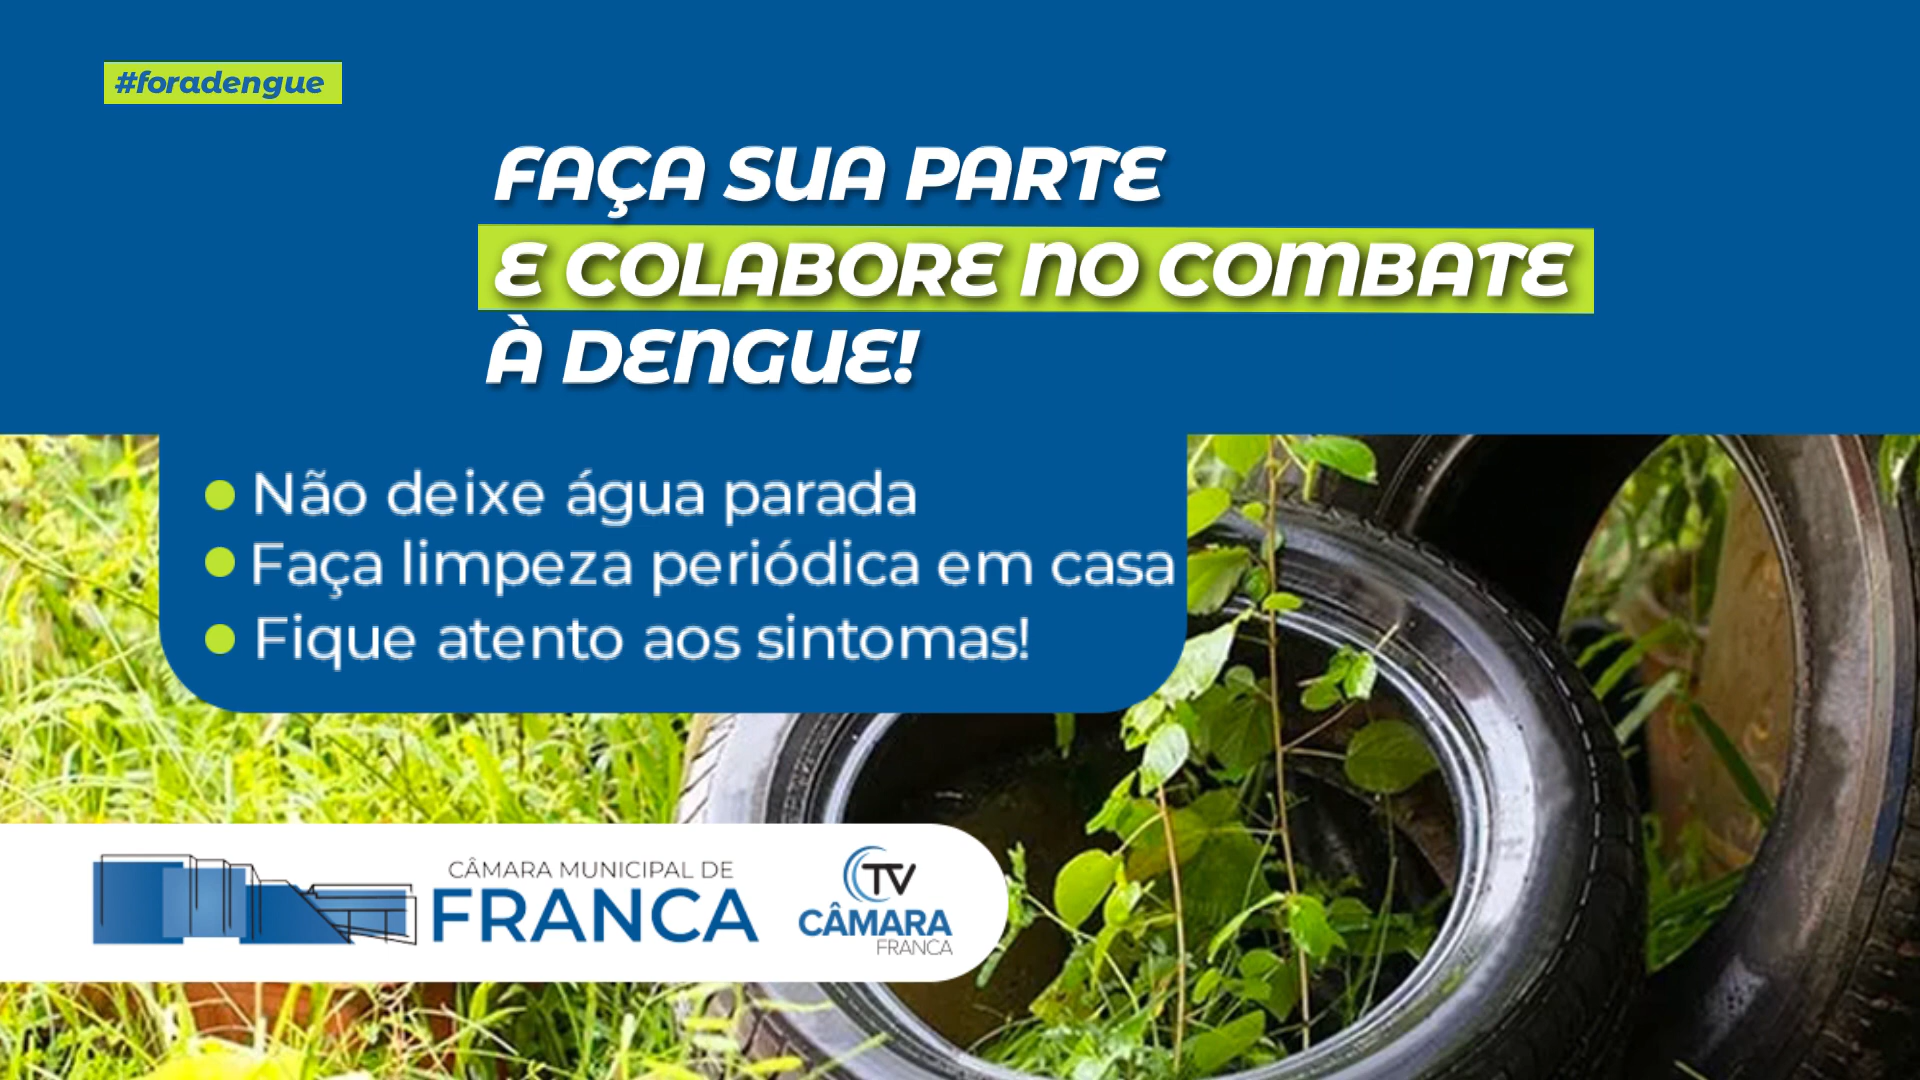 #foradengue
FAÇA SUA PARTE
E COLABORE NO COMBATE
À DENGUE!
Não deixe água parada
Faça limpeza periódica em casa
Fique atento aos sintomas!
CÂMARA MUNICIPAL DE
FRANCA
TV
CÂMARA
FRANCA